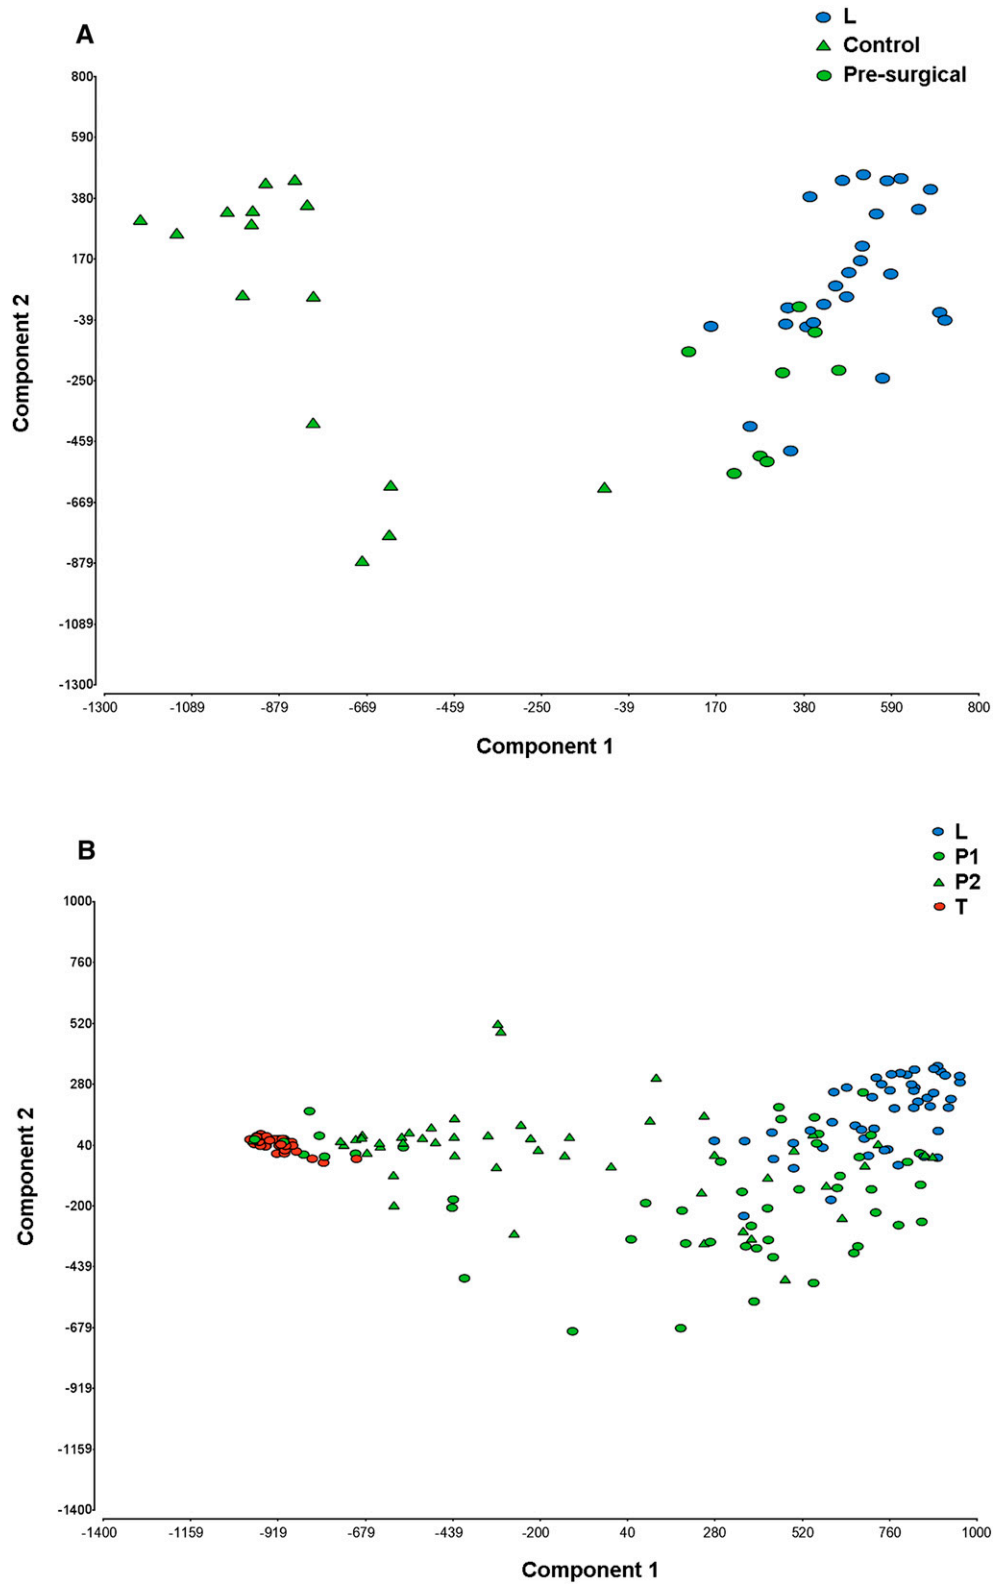 A
L
Control
Pre-surgical
800
590
380
170
-39
-250
-459
-669
-879
-1089
-1300
Component 2
-1300 -1089 -879 -669 -459 -250 -39 170 380 590 800
Component 1
B
L
P1
P2
T
1000
760
520
280
40
-200
-439
-679
-919
-1159
-1400
Component 2
-1400 -1159 -919 -679 -439 -200 40 280 520 760 1000
Component 1